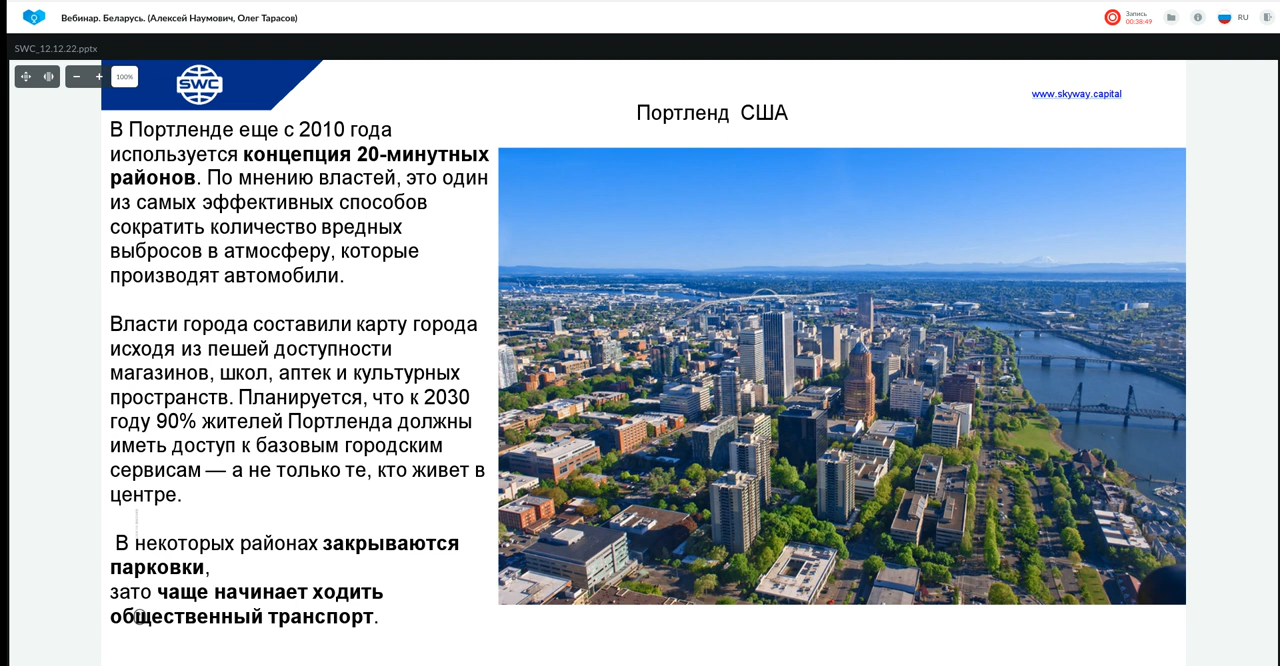 Вебинар. Беларусь. (Алексей Наумович, Олег Тарасов)
Запись
00:38:49
RU
SWC_12.12.22.pptx
100%
SWC
www.skyway.capital
Портленд США
В Портленде еще с 2010 года
используется концепция 20-минутных
районов. По мнению властей, это один
из самых эффективных способов
сократить количество вредных
выбросов в атмосферу, которые
производят автомобили.
Власти города составили карту города
исходя из пешей доступности
магазинов, школ, аптек и культурных
пространств. Планируется, что к 2030
году 90% жителей Портленда должны
иметь доступ к базовым городским
сервисам — а не только те, кто живет в
центре.
В некоторых районах закрываются
парковки,
зато чаще начинает ходить
общественный транспорт.